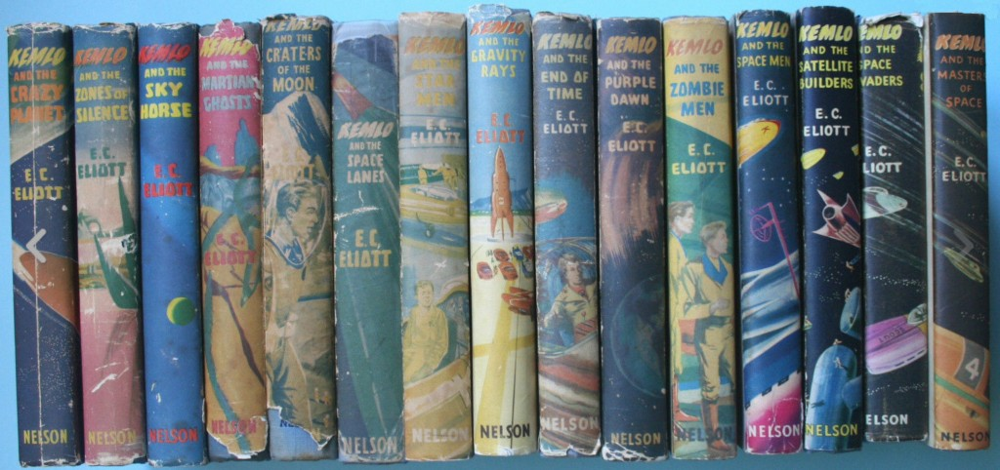 KEMLO
AND THE
CRAZY
PLANET
E. C.
ELIOTT
NELSON
KEMLO
AND THE
ZONES OF
SILENCE
E.C.
ELIOTT
NELSON
KEMLO
AND THE
SKY
HORSE
E.C.
ELIOTT
NELSON
KEMLO
AND THE
MARTIAN
GHOSTS
E.C.
ELIOTT
NELSON
KEMLO
AND THE
CRATERS
OF THE
MOON
E.C.
ELIOTT
NELSON
KEMLO
AND THE
SPACE
LANES
E.C.
ELIOTT
NELSON
KEMLO
AND THE
STAR
MEN
E.C.
ELIOTT
NELSON
KEMLO
AND THE
GRAVITY
RAYS
E.C.
ELIOTT
NELSON
KEMLO
AND THE
END OF
TIME
E.C.
ELIOTT
NELSON
KEMLO
AND THE
PURPLE
DAWN
E.C.
ELIOTT
NELSON
KEMLO
AND THE
ZOMBIE
MEN
E.C.
ELIOTT
NELSON
KEMLO
AND THE
SPACE MEN
E.C.
ELIOTT
NELSON
KEMLO
AND THE
SATELLITE
BUILDERS
E.C.
ELIOTT
NELSON
EMLO
ND THE
SPACE
VADERS
E.C.
ELIOTT
NELSON
KEMLO
AND THE
MASTERS
OF
SPACE
E.C.
ELIOTT
4
NELSON